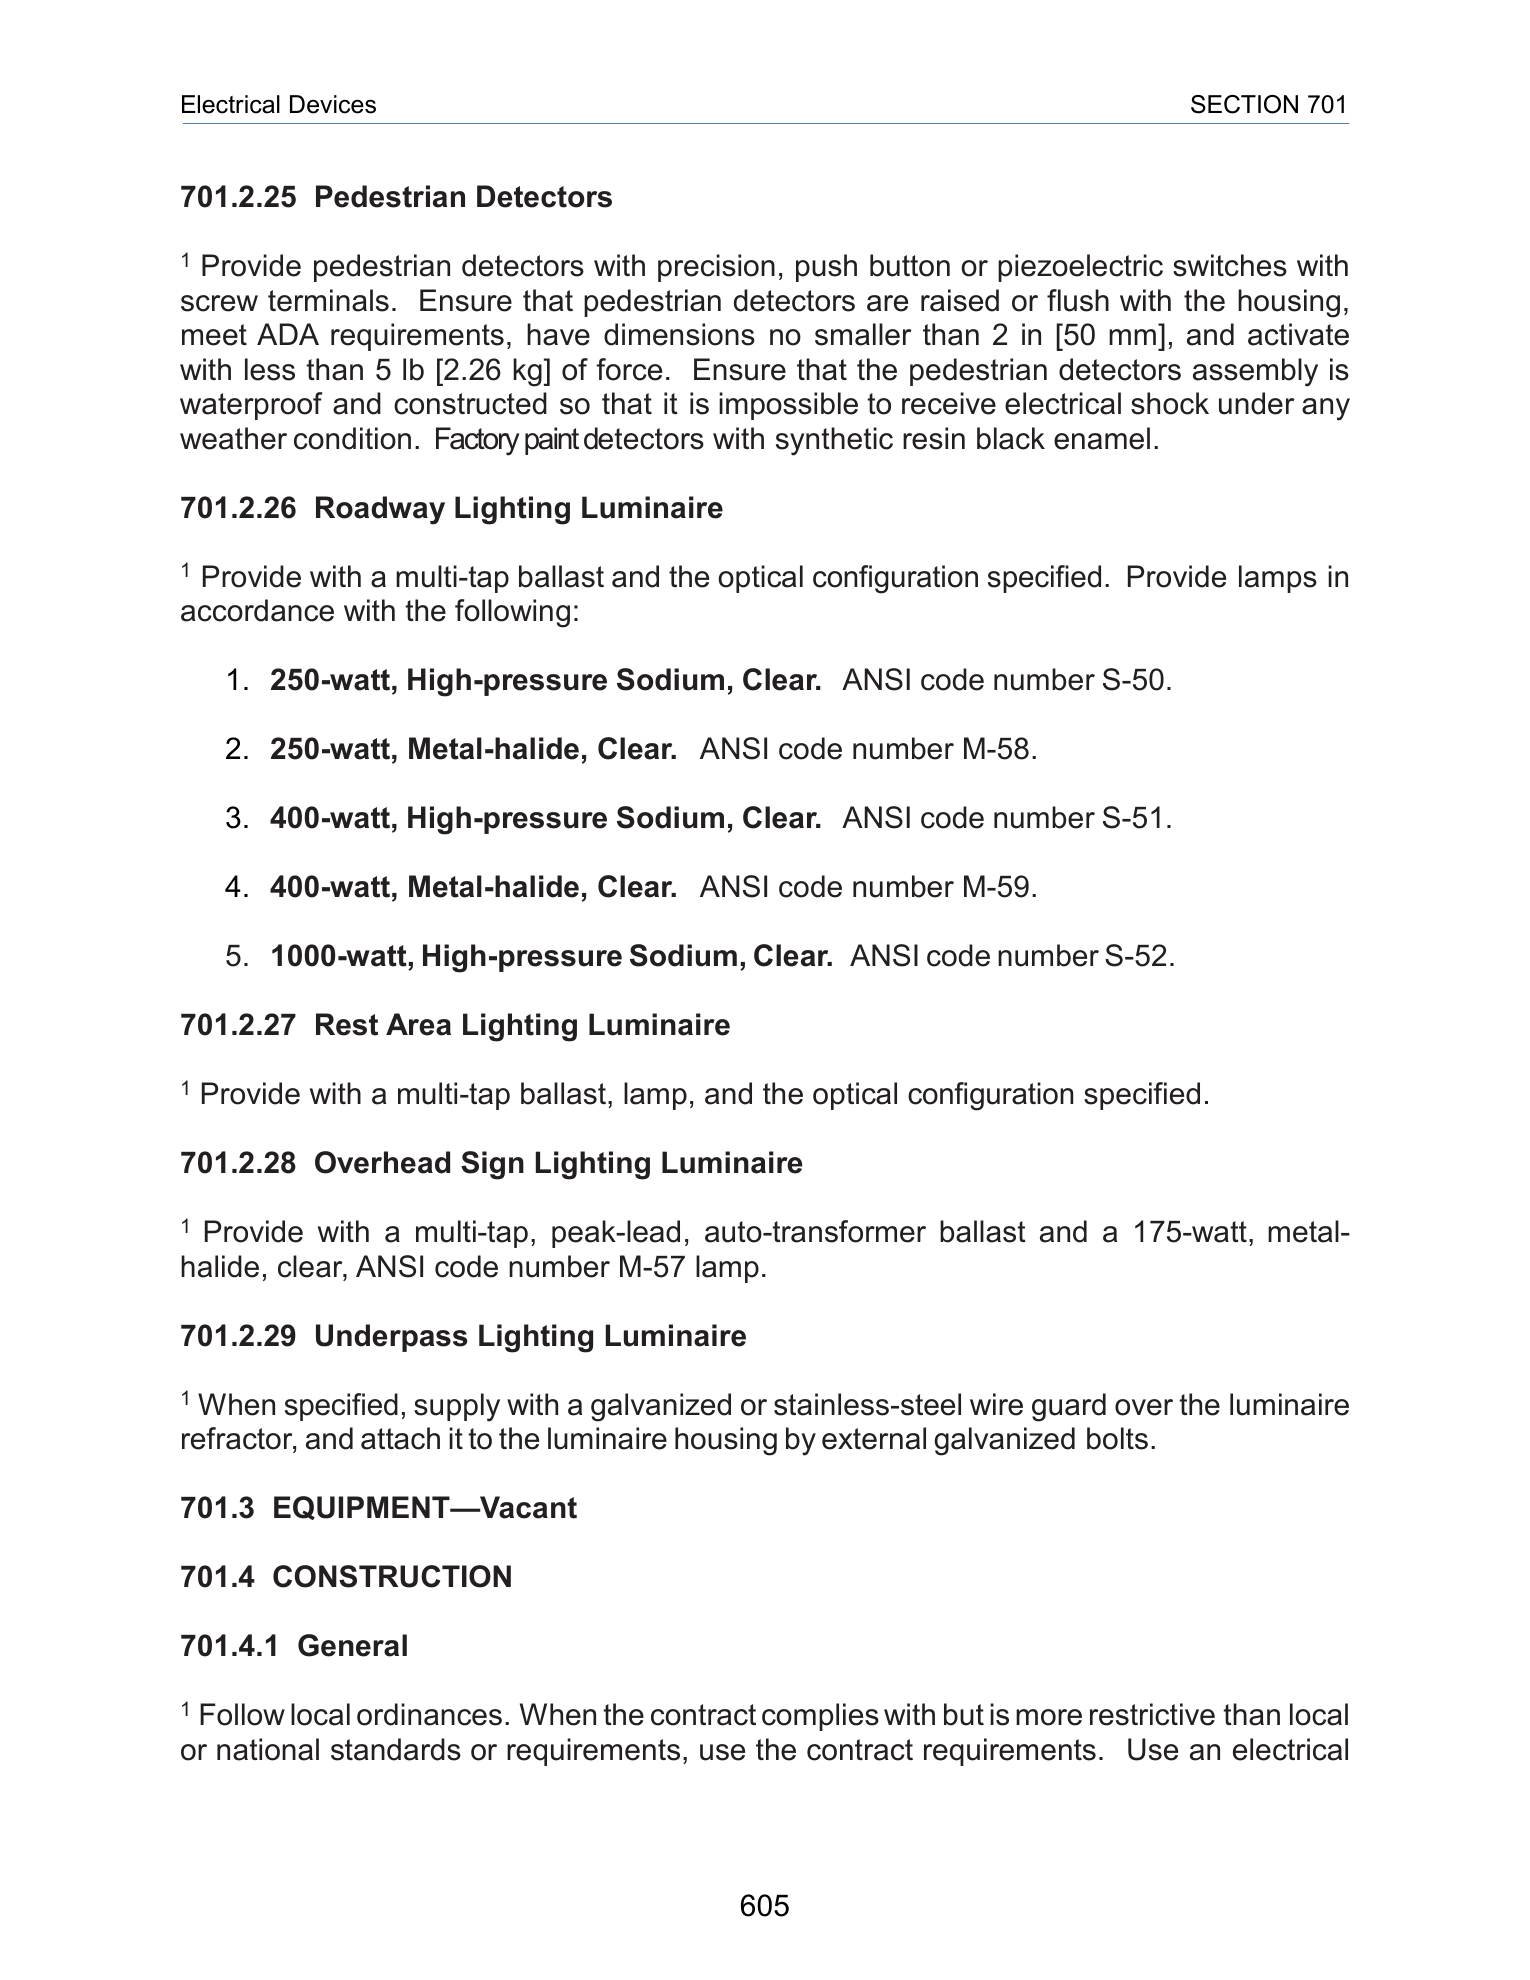 Electrical Devices SECTION 701
701.2.25 Pedestrian Detectors
1 Provide pedestrian detectors with precision, push button or piezoelectric switches with
screw terminals. Ensure that pedestrian detectors are raised or flush with the housing,
meet ADA requirements, have dimensions no smaller than 2 in [50 mm], and activate
with less than 5 lb [2.26 kg] of force. Ensure that the pedestrian detectors assembly is
waterproof and constructed so that it is impossible to receive electrical shock under any
weather condition. Factory paint detectors with synthetic resin black enamel.
701.2.26 Roadway Lighting Luminaire
1 Provide with a multi-tap ballast and the optical configuration specified. Provide lamps in
accordance with the following:
1. 250-watt, High-pressure Sodium, Clear. ANSI code number S-50.
2. 250-watt, Metal-halide, Clear. ANSI code number M-58.
3. 400-watt, High-pressure Sodium, Clear. ANSI code number S-51.
4. 400-watt, Metal-halide, Clear. ANSI code number M-59.
5. 1000-watt, High-pressure Sodium, Clear. ANSI code number S-52.
701.2.27 Rest Area Lighting Luminaire
1 Provide with a multi-tap ballast, lamp, and the optical configuration specified.
701.2.28 Overhead Sign Lighting Luminaire
1 Provide with a multi-tap, peak-lead, auto-transformer ballast and a 175-watt, metal-
halide, clear, ANSI code number M-57 lamp.
701.2.29 Underpass Lighting Luminaire
1 When specified, supply with a galvanized or stainless-steel wire guard over the luminaire
refractor, and attach it to the luminaire housing by external galvanized bolts.
701.3 EQUIPMENT—Vacant
701.4 CONSTRUCTION
701.4.1 General
1 Follow local ordinances. When the contract complies with but is more restrictive than local
or national standards or requirements, use the contract requirements. Use an electrical
605